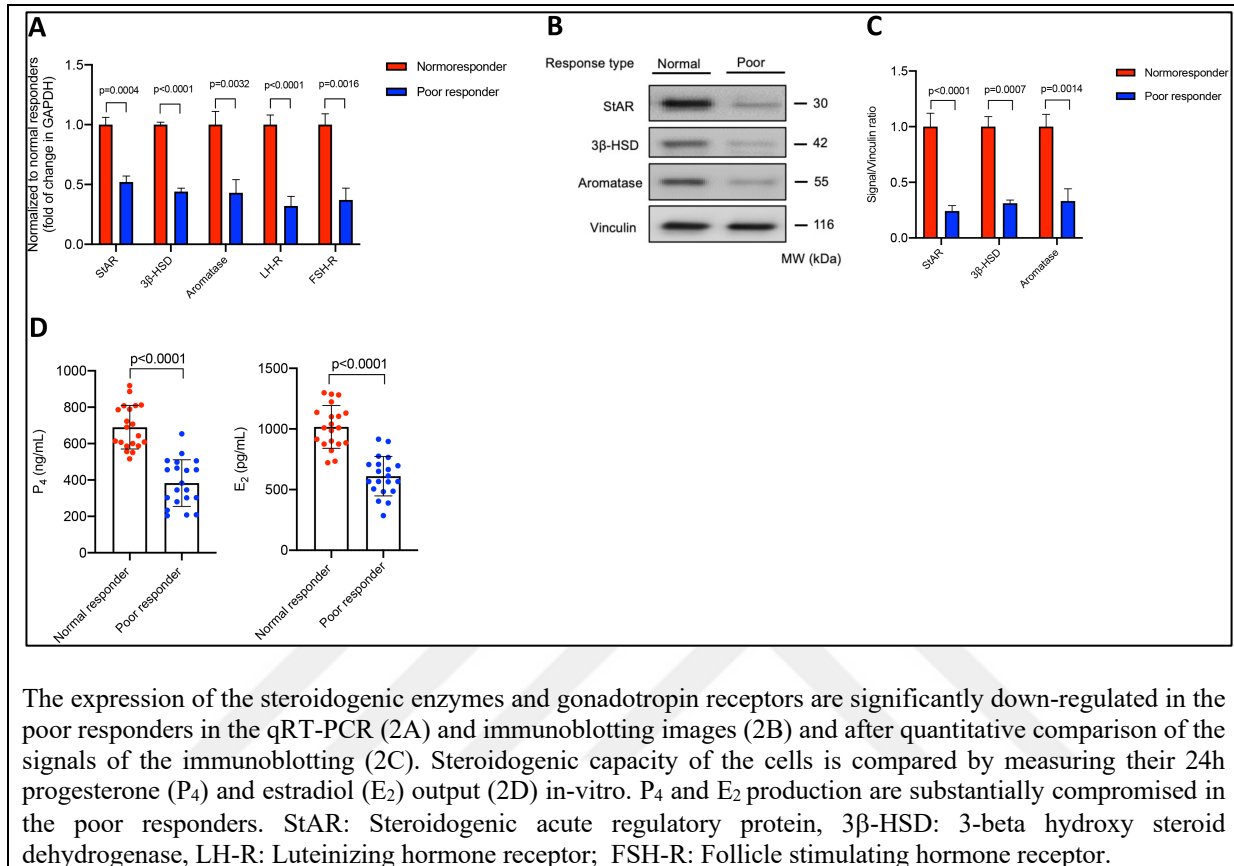 A
Normalized to normal responders
(fold of change in GAPDH)
1.5
1.0
0.5
0.0
p=0.0004
p<0.0001
p=0.0032
p<0.0001
p=0.0016
StAR
3β-HSD
Aromatase
LH-R
FSH-R
Normoresponder
Poor responder
B
Response type
Normal
Poor
StAR
30
3β-HSD
42
Aromatase
55
Vinculin
116
MW (kDa)
C
Signal/Vinculin ratio
1.5
1.0
0.5
0.0
p<0.0001
p=0.0007
p=0.0014
StAR
3β-HSD
Aromatase
Normoresponder
Poor responder
D
P4 (ng/mL)
1000
800
600
400
200
0
p<0.0001
Normal responder
Poor responder
E2 (pg/mL)
1500
1000
500
0
p<0.0001
Normal responder
Poor responder
The expression of the steroidogenic enzymes and gonadotropin receptors are significantly down-regulated in the
poor responders in the qRT-PCR (2A) and immunoblotting images (2B) and after quantitative comparison of the
signals of the immunoblotting (2C). Steroidogenic capacity of the cells is compared by measuring their 24h
progesterone (P4) and estradiol (E2) output (2D) in-vitro. P4 and E2 production are substantially compromised in
the poor responders. StAR: Steroidogenic acute regulatory protein, 3β-HSD: 3-beta hydroxy steroid
dehydrogenase, LH-R: Luteinizing hormone receptor; FSH-R: Follicle stimulating hormone receptor.